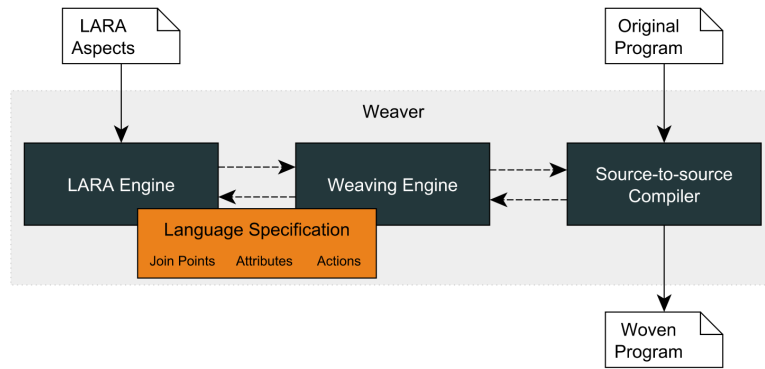 LARA
Aspects
Original
Program
Weaver
LARA Engine
Weaving Engine
Source-to-source
Compiler
Language Specification
Join Points Attributes Actions
Woven
Program